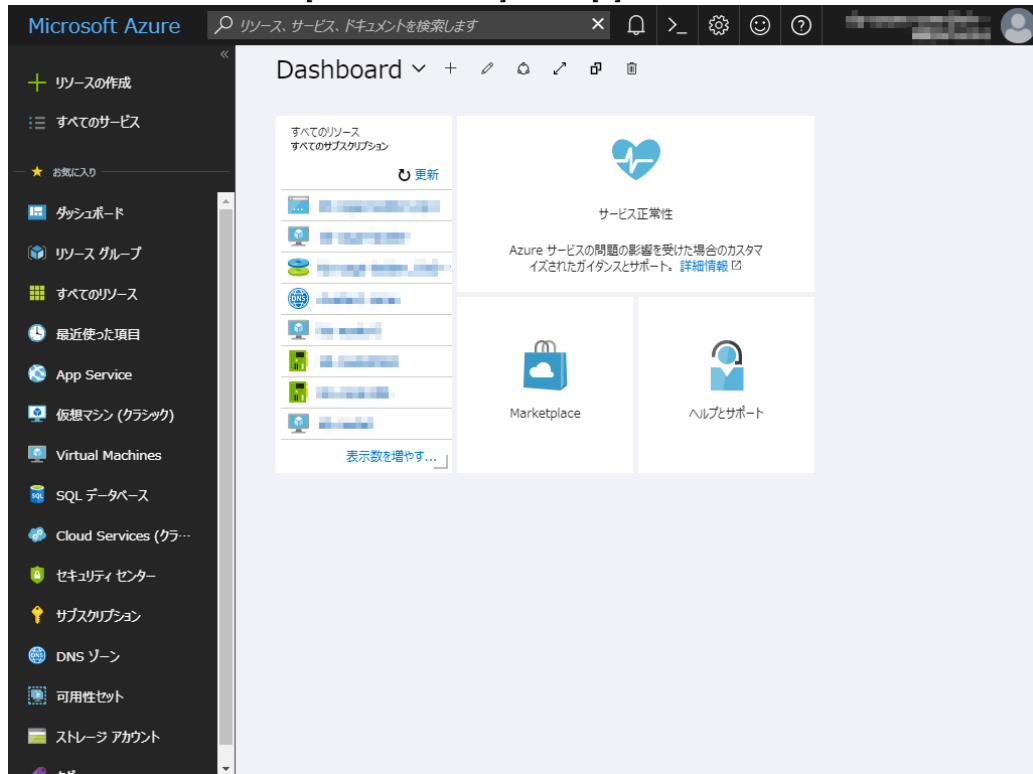 Microsoft Azure
リソース、サービス、ドキュメントを検索します
«
リソースの作成
すべてのサービス
お気に入り
ダッシュボード
リソース グループ
すべてのリソース
最近使った項目
App Service
仮想マシン (クラシック)
Virtual Machines
SQL データベース
Cloud Services (クラ…
セキュリティ センター
サブスクリプション
DNS ゾーン
可用性セット
ストレージ アカウント
Dashboard
すべてのリソース
すべてのサブスクリプション
更新
表示数を増やす...
サービス正常性
Azure サービスの問題の影響を受けた場合のカスタマ
イズされたガイダンスとサポート。詳細情報
Marketplace
ヘルプとサポート